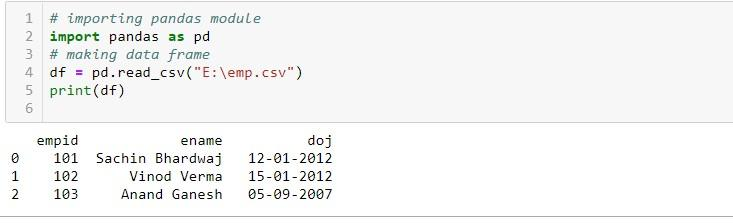 1 # importing pandas module
2 import pandas as pd
3 # making data frame
4 df = pd.read_csv("E:\emp.csv")
5 print(df)
6
empid ename doj
0 101 Sachin Bhardwaj 12-01-2012
1 102 Vinod Verma 15-01-2012
2 103 Anand Ganesh 05-09-2007